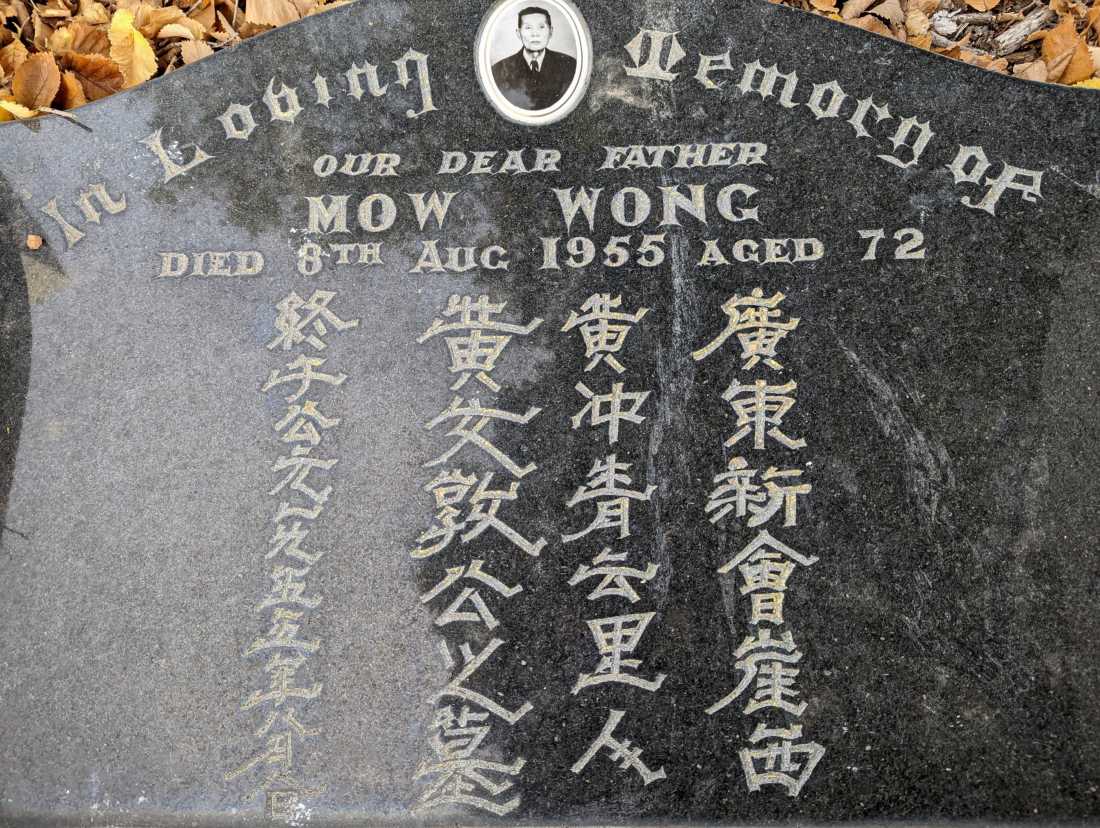 In Loving Memory of
OUR DEAR FATHER
MOW WONG
DIED 8TH AUG 1955 AGED 72
廣東新會崖西
黃冲青云里人
黃文敦公之墓
終于公元一九五五年八月八日